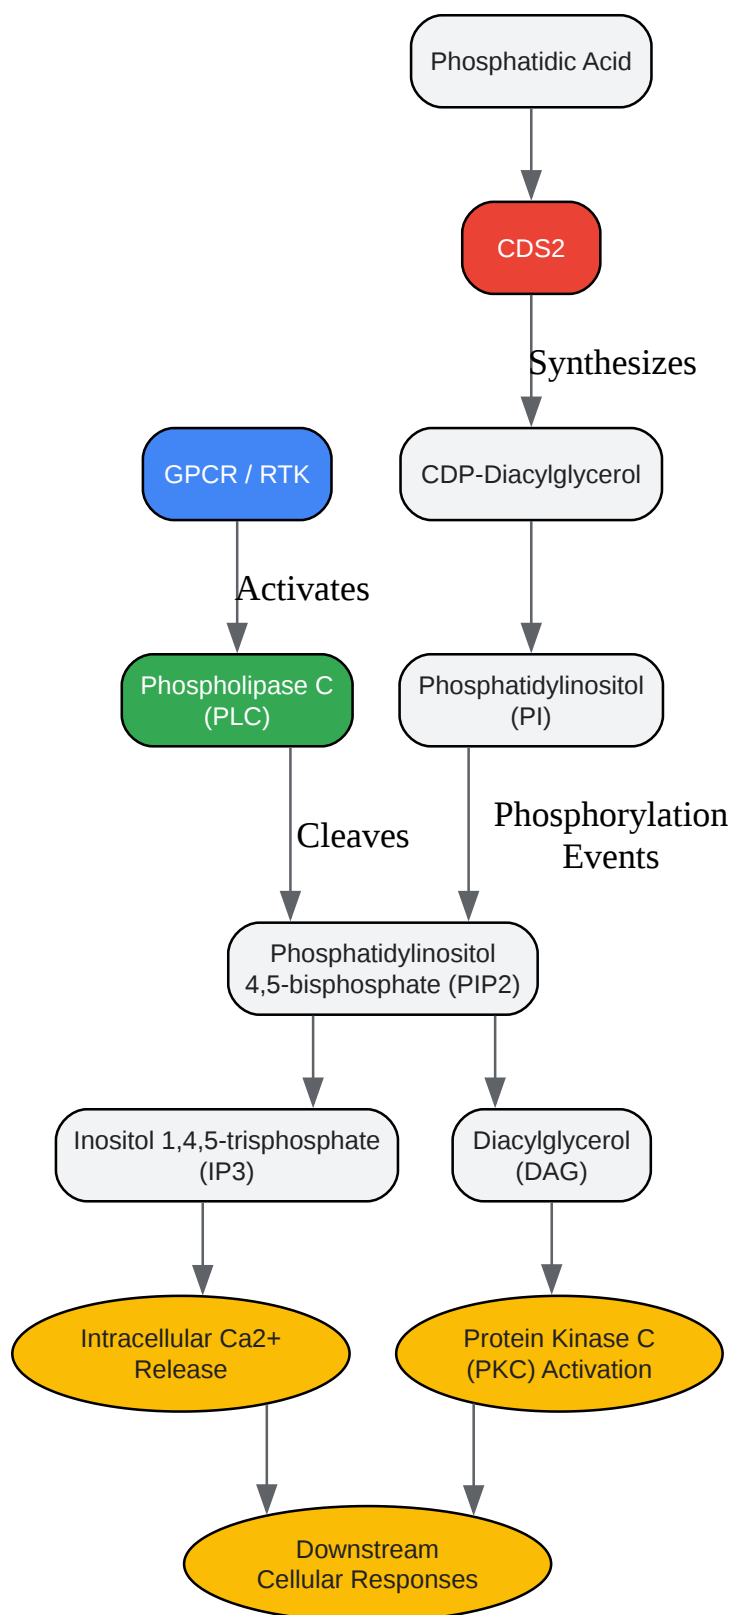 Phosphatidic Acid
CDS2
Synthesizes
GPCR / RTK
CDP-Diacylglycerol
Activates
Phospholipase C
(PLC)
Phosphatidylinositol
(PI)
Cleaves
Phosphorylation
Events
Phosphatidylinositol
4,5-bisphosphate (PIP2)
Inositol 1,4,5-trisphosphate
(IP3)
Diacylglycerol
(DAG)
Intracellular Ca2+
Release
Protein Kinase C
(PKC) Activation
Downstream
Cellular Responses